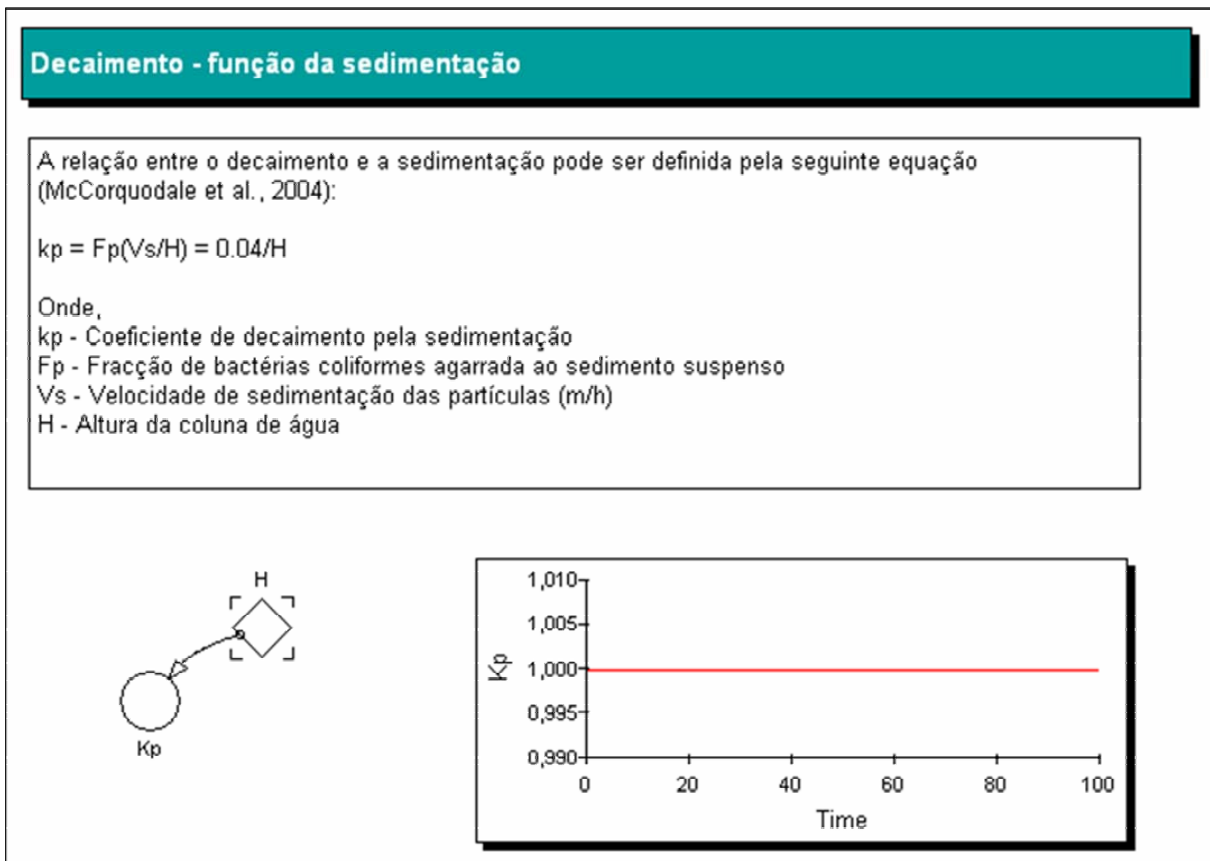 Decaimento - função da sedimentação
A relação entre o decaimento e a sedimentação pode ser definida pela seguinte equação
(McCorquodale et al., 2004):
kp = Fp(Vs/H) = 0.04/H
Onde,
kp - Coeficiente de decaimento pela sedimentação
Fp - Fracção de bactérias coliformes agarrada ao sedimento suspenso
Vs - Velocidade de sedimentação das partículas (m/h)
H - Altura da coluna de água
H
Kp
Kp
1,010
1,005
1,000
0,995
0,990
0 20 40 60 80 100
Time